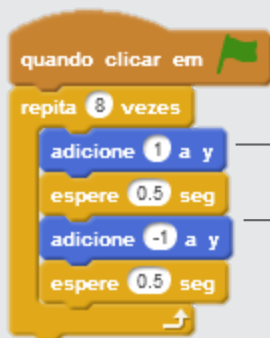 quando clicar em
repita 8 vezes
adicione 1 a y
espere 0.5 seg
adicione -1 a y
espere 0.5 seg